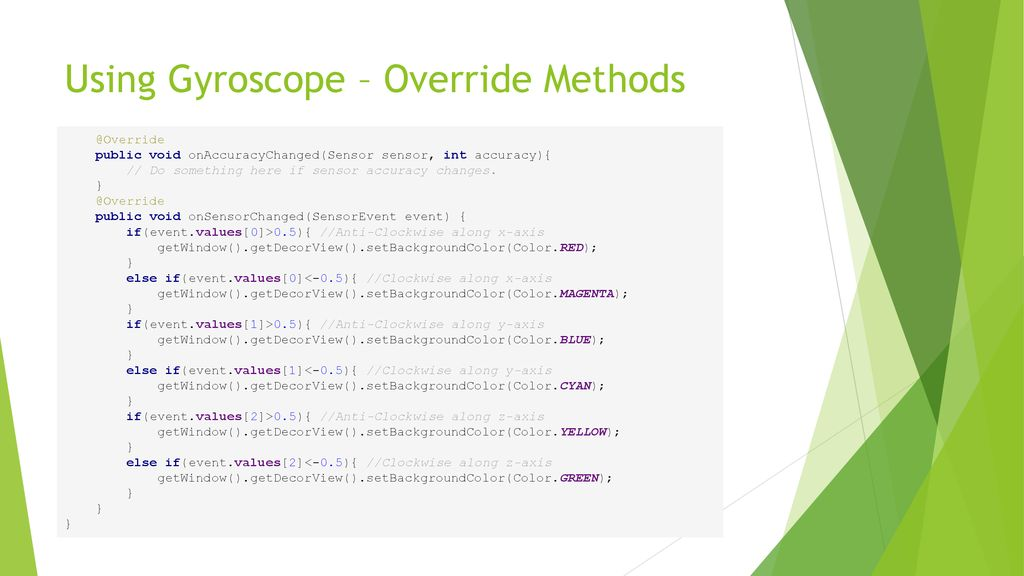 Using Gyroscope – Override Methods
@Override
public void onAccuracyChanged(Sensor sensor, int accuracy){
// Do something here if sensor accuracy changes.
}
@Override
public void onSensorChanged(SensorEvent event) {
if(event.values[0]>0.5){ //Anti-Clockwise along x-axis
getWindow().getDecorView().setBackgroundColor(Color.RED);
}
else if(event.values[0]<-0.5){ //Clockwise along x-axis
getWindow().getDecorView().setBackgroundColor(Color.MAGENTA);
}
if(event.values[1]>0.5){ //Anti-Clockwise along y-axis
getWindow().getDecorView().setBackgroundColor(Color.BLUE);
}
else if(event.values[1]<-0.5){ //Clockwise along y-axis
getWindow().getDecorView().setBackgroundColor(Color.CYAN);
}
if(event.values[2]>0.5){ //Anti-Clockwise along z-axis
getWindow().getDecorView().setBackgroundColor(Color.YELLOW);
}
else if(event.values[2]<-0.5){ //Clockwise along z-axis
getWindow().getDecorView().setBackgroundColor(Color.GREEN);
}
}
}